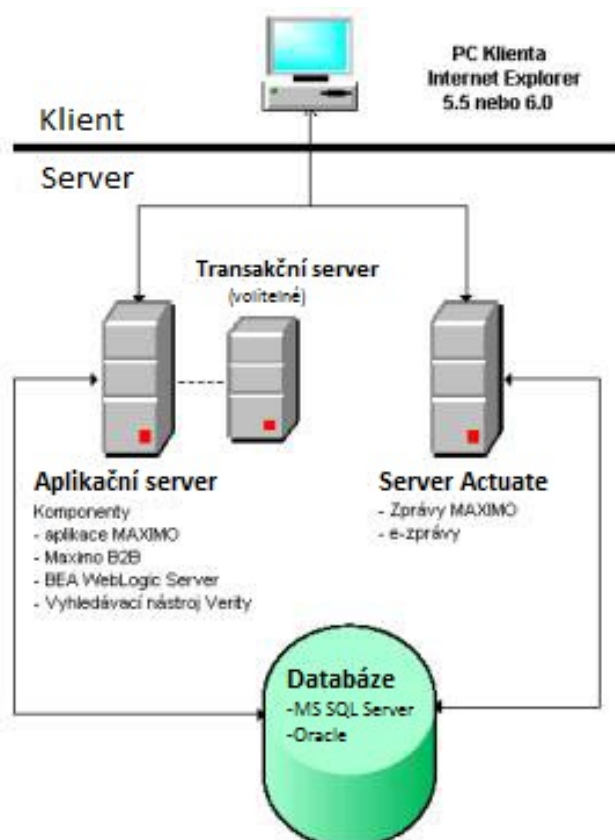 PC Klienta
Internet Explorer
5.5 nebo 6.0
Klient
Server
Transakční server
(volitelné)
Aplikační server
Komponenty
- aplikace MAXIMO
- Maximo B2B
- BEA WebLogic Server
- Vyhledávací nástroj Verity
Server Actuate
- Zprávy MAXIMO
- e-zprávy
Databáze
-MS SQL Server
-Oracle